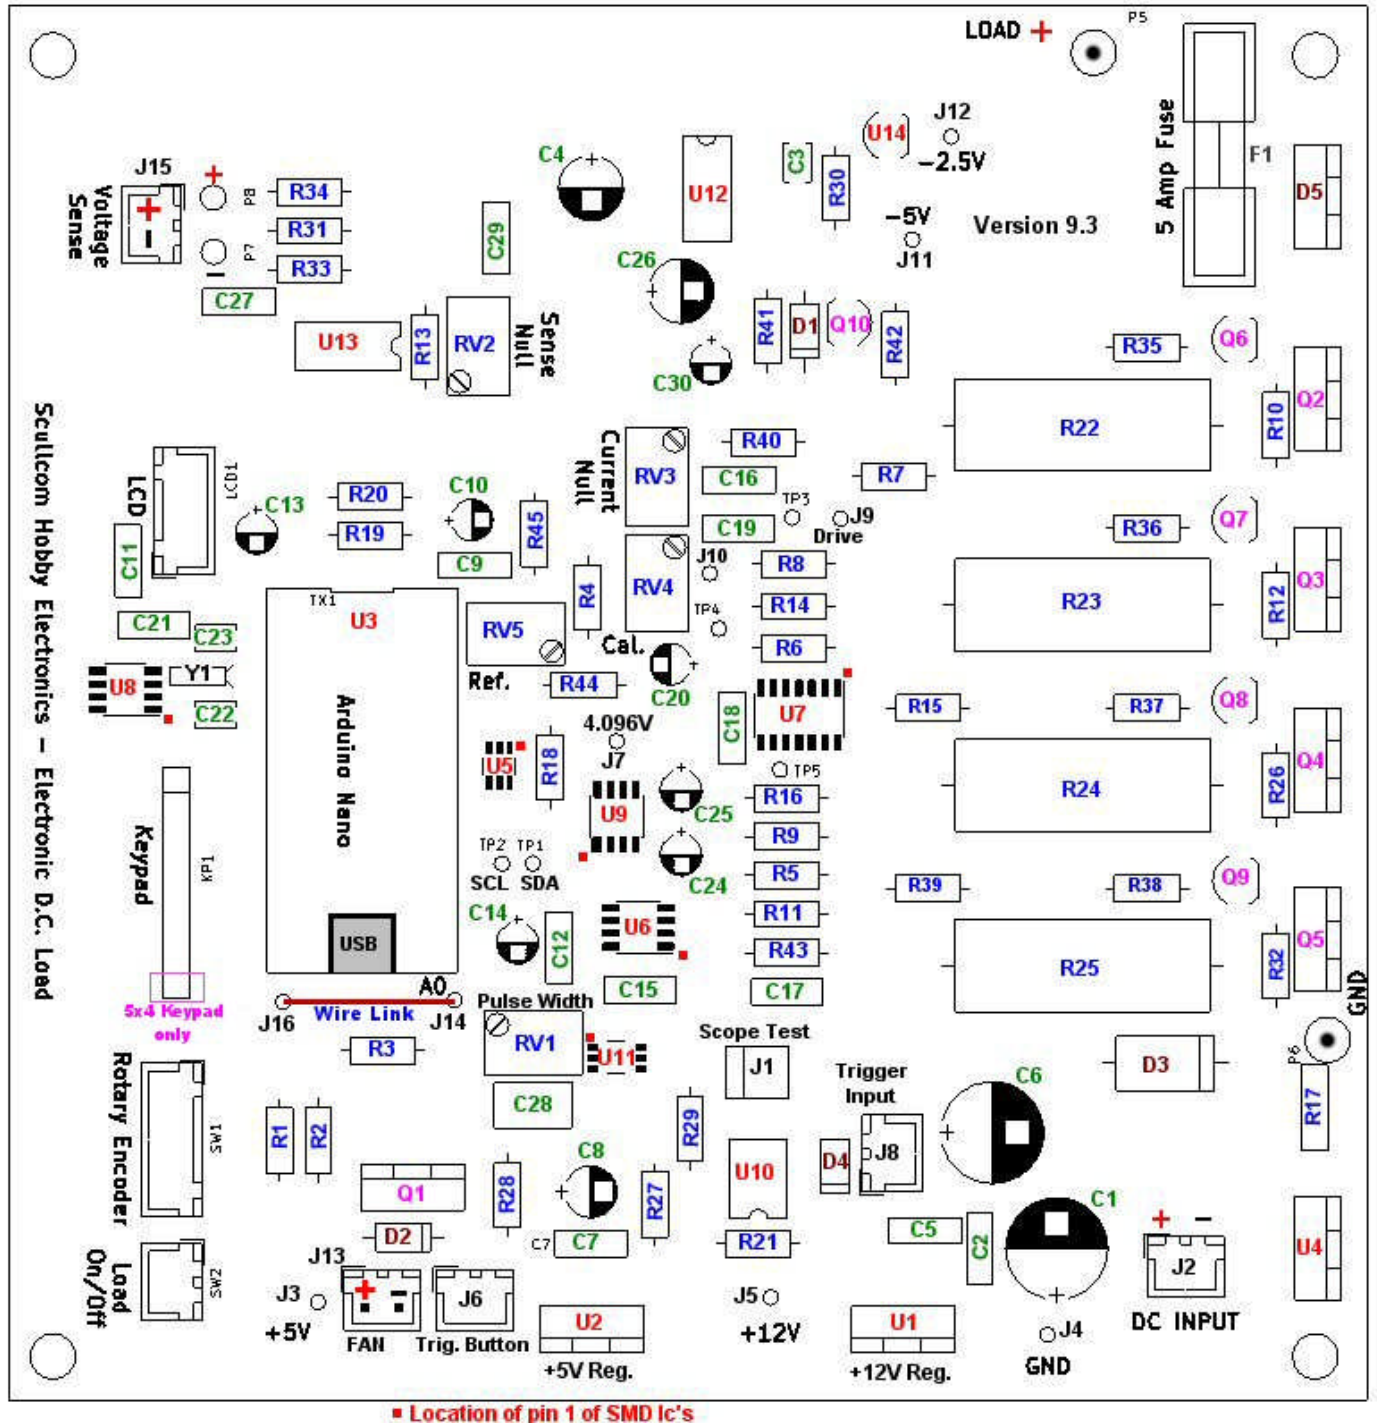 LOAD +
P5
5 Amp Fuse
F1
D5
J12
U14
−2.5V
C3
R30
C4
U12
J15
+
P8
R34
Voltage
Sense
+
−
R31
P7
−
R33
C27
C29
−5V
J11
Version 9.3
C26
U13
R13
RV2
Sense
Null
C30
R41
D1
Q10
R42
R35
Q6
R22
R10
Q2
Scullcom Hobby Electronics − Electronic D.C. Load
LCD
LCD1
C13
R20
R19
C10
C9
R45
Current
Null
RV3
R40
C16
R7
TP3
J9
Drive
C19
R36
Q7
C11
C21
C23
U8
Y1
C22
TX1
U3
Arduino Nano
USB
RV5
Ref.
R4
RV4
Cal.
J10
TP4
R8
R14
R6
R23
R12
Q3
R44
C20
C18
U7
R15
R37
Q8
4.096V
J7
U5
R18
U9
C25
TP5
R16
R24
R26
Q4
Keypad
KP1
TP2
TP1
SCL
SDA
C24
R9
R5
R39
R38
Q9
C14
C12
U6
R11
R43
R25
R32
Q5
5x4 Keypad
only
A0
J16
Wire Link
J14
Pulse Width
C15
C17
GND
P6
R3
RV1
U11
Scope Test
J1
Trigger
Input
C6
D3
R17
Rotary Encoder
SW1
R1
R2
C28
R29
Q1
R28
C8
R27
U10
D4
J8
C1
D2
C7
C7
R21
C5
C2
+ −
J2
DC INPUT
U4
Load
On/Off
SW2
J13
J3
+5V
+
−
FAN
J6
Trig. Button
U2
+5V Reg.
J5
+12V
U1
+12V Reg.
J4
GND
Location of pin 1 of SMD Ic's